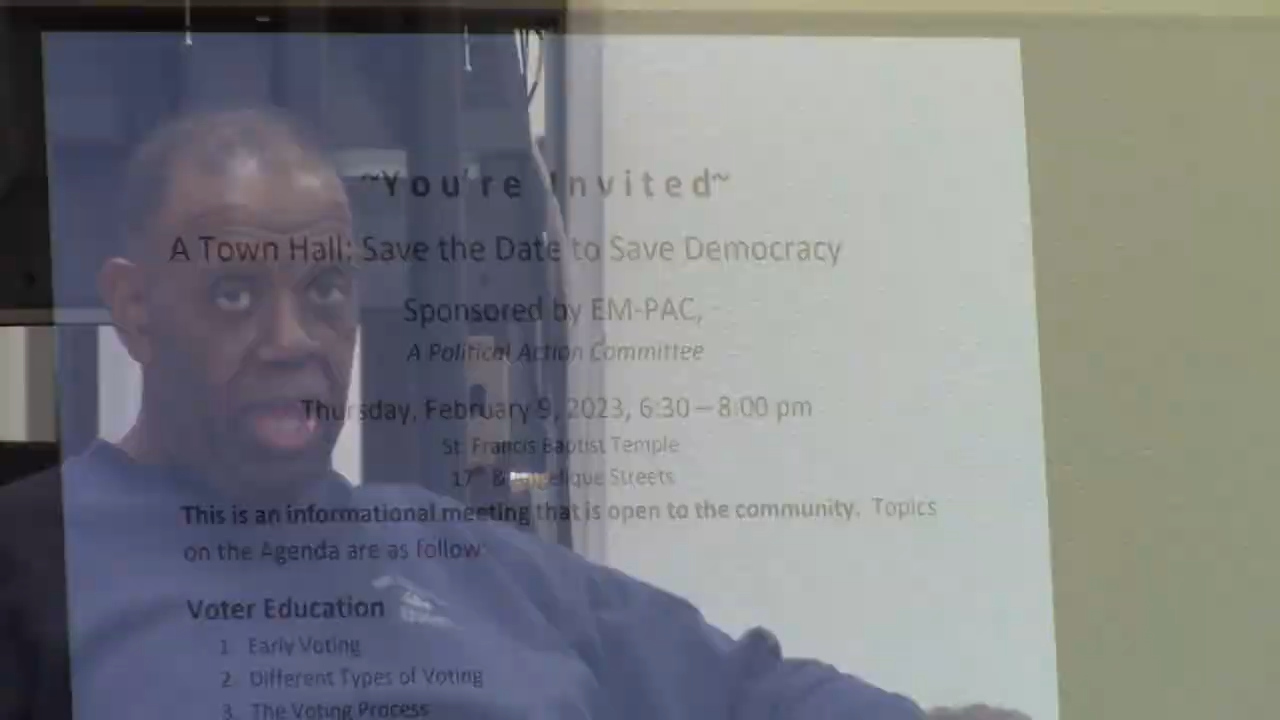 ~You're Invited~
A Town Hall: Save the Date to Save Democracy
Sponsored by EM-PAC,
A Political Action Committee
Thursday, February 9, 2023, 6:30 – 8:00 pm
St. Francis Baptist Temple
17th & Angelique Streets
This is an informational meeting that is open to the community. Topics
on the Agenda are as follow:
Voter Education
1. Early Voting
2. Different Types of Voting
3. The Voting Process